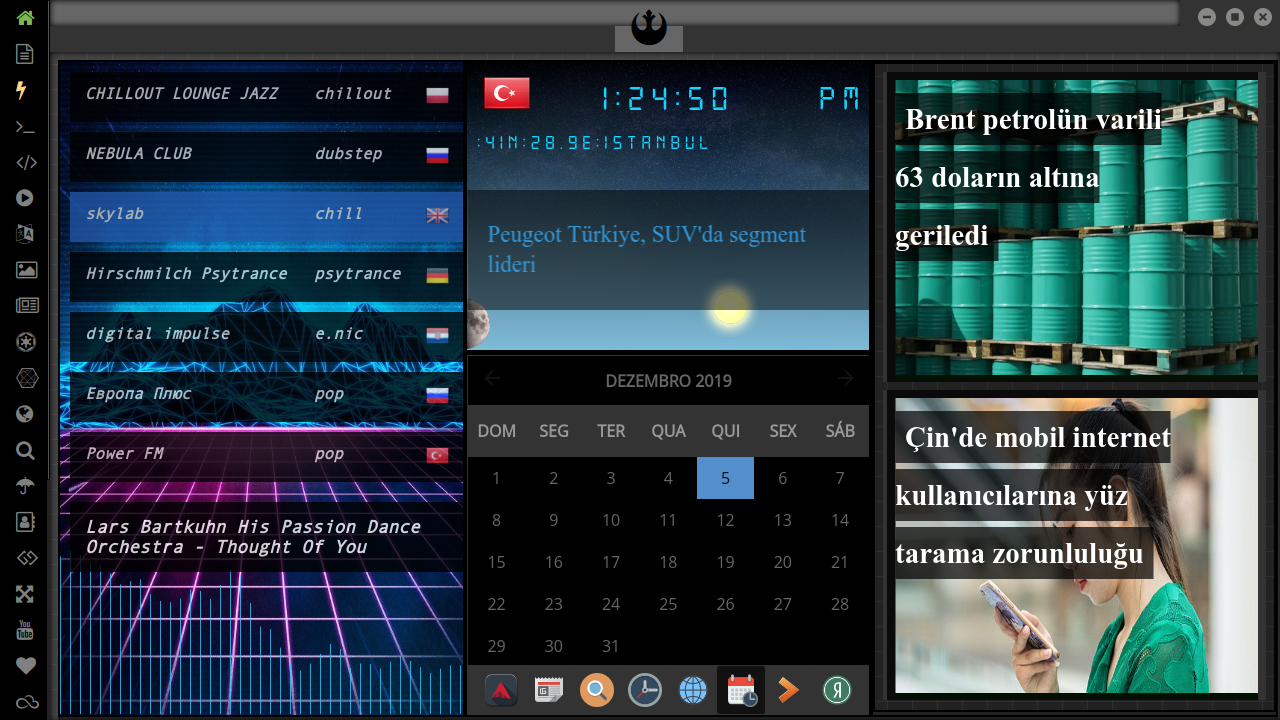 CHILLOUT LOUNGE JAZZ chillout
NEBULA CLUB dubstep
skylab chill
Hirschmilch Psytrance psytrance
digital impulse e.nic
Европа Плюс pop
Power FM pop
Lars Bartkuhn His Passion Dance
Orchestra - Thought Of You
1:24:50 PM
:41N:28.9E:ISTANBUL
Peugeot Türkiye, SUV'da segment
lideri
DEZEMBRO 2019
DOM SEG TER QUA QUI SEX SÁB
1 2 3 4 5 6 7
8 9 10 11 12 13 14
15 16 17 18 19 20 21
22 23 24 25 26 27 28
29 30 31
Brent petrolün varili
63 doların altına
geriledi
Çin'de mobil internet
kullanıcılarına yüz
tarama zorunluluğu
You
Tube
Я